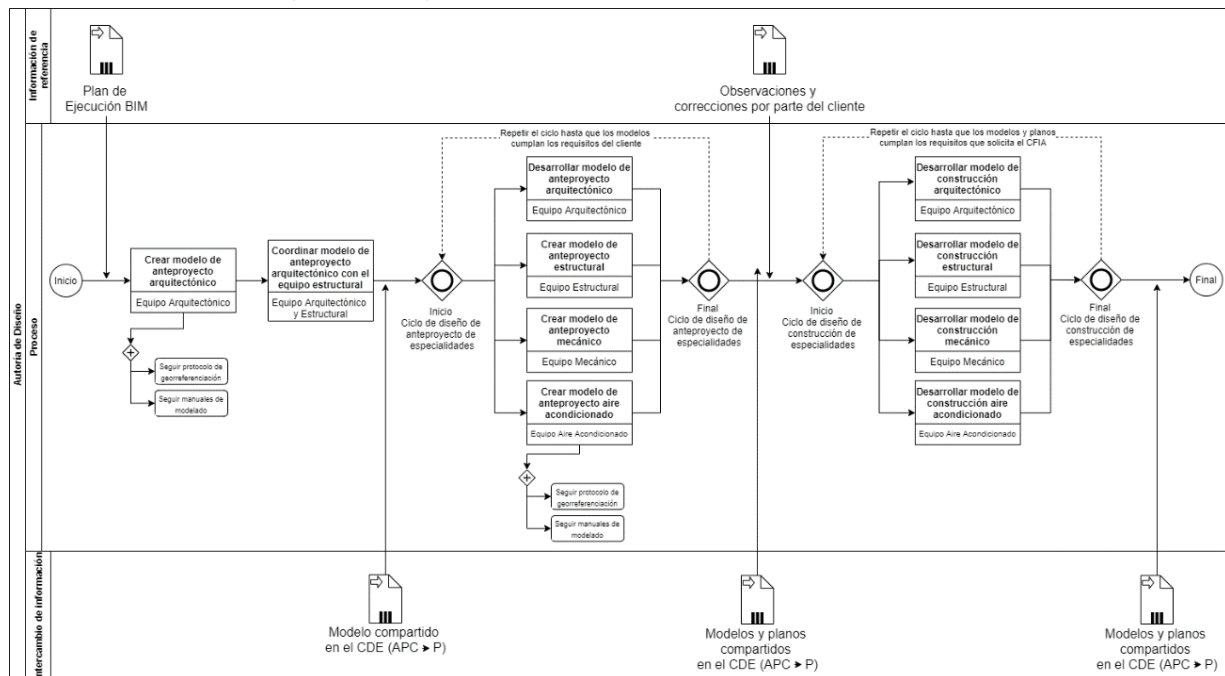 Autoría de Diseño
Información de
referencia
Plan de
Ejecución BIM
Observaciones y
correcciones por parte del cliente
Proceso
Repetir el ciclo hasta que los modelos
cumplan los requisitos del cliente
Repetir el ciclo hasta que los modelos y planos
cumplan los requisitos que solicita el CFIA
Inicio
Crear modelo de
anteproyecto
arquitectónico
Equipo Arquitectónico
Seguir protocolo de
georreferenciación
Seguir manuales de
modelado
Coordinar modelo de
anteproyecto
arquitectónico con el
equipo estructural
Equipo Arquitectónico
y Estructural
Inicio
Ciclo de diseño de
anteproyecto de
especialidades
Desarrollar modelo de
anteproyecto
arquitectónico
Equipo Arquitectónico
Crear modelo de
anteproyecto
estructural
Equipo Estructural
Crear modelo de
anteproyecto
mecánico
Equipo Mecánico
Crear modelo de
anteproyecto aire
acondicionado
Equipo Aire Acondicionado
Seguir protocolo de
georreferenciación
Seguir manuales de
modelado
Final
Ciclo de diseño de
anteproyecto de
especialidades
Inicio
Ciclo de diseño de
construcción de
especialidades
Desarrollar modelo de
construcción
arquitectónico
Equipo Arquitectónico
Desarrollar modelo de
construcción
estructural
Equipo Estructural
Desarrollar modelo de
construcción
mecánico
Equipo Mecánico
Desarrollar modelo de
construcción aire
acondicionado
Equipo Aire Acondicionado
Final
Ciclo de diseño de
construcción de
especialidades
Final
Intercambio de información
Modelo compartido
en el CDE (APC ➤ P)
Modelos y planos
compartidos
en el CDE (APC ➤ P)
Modelos y planos
compartidos
en el CDE (APC ➤ P)